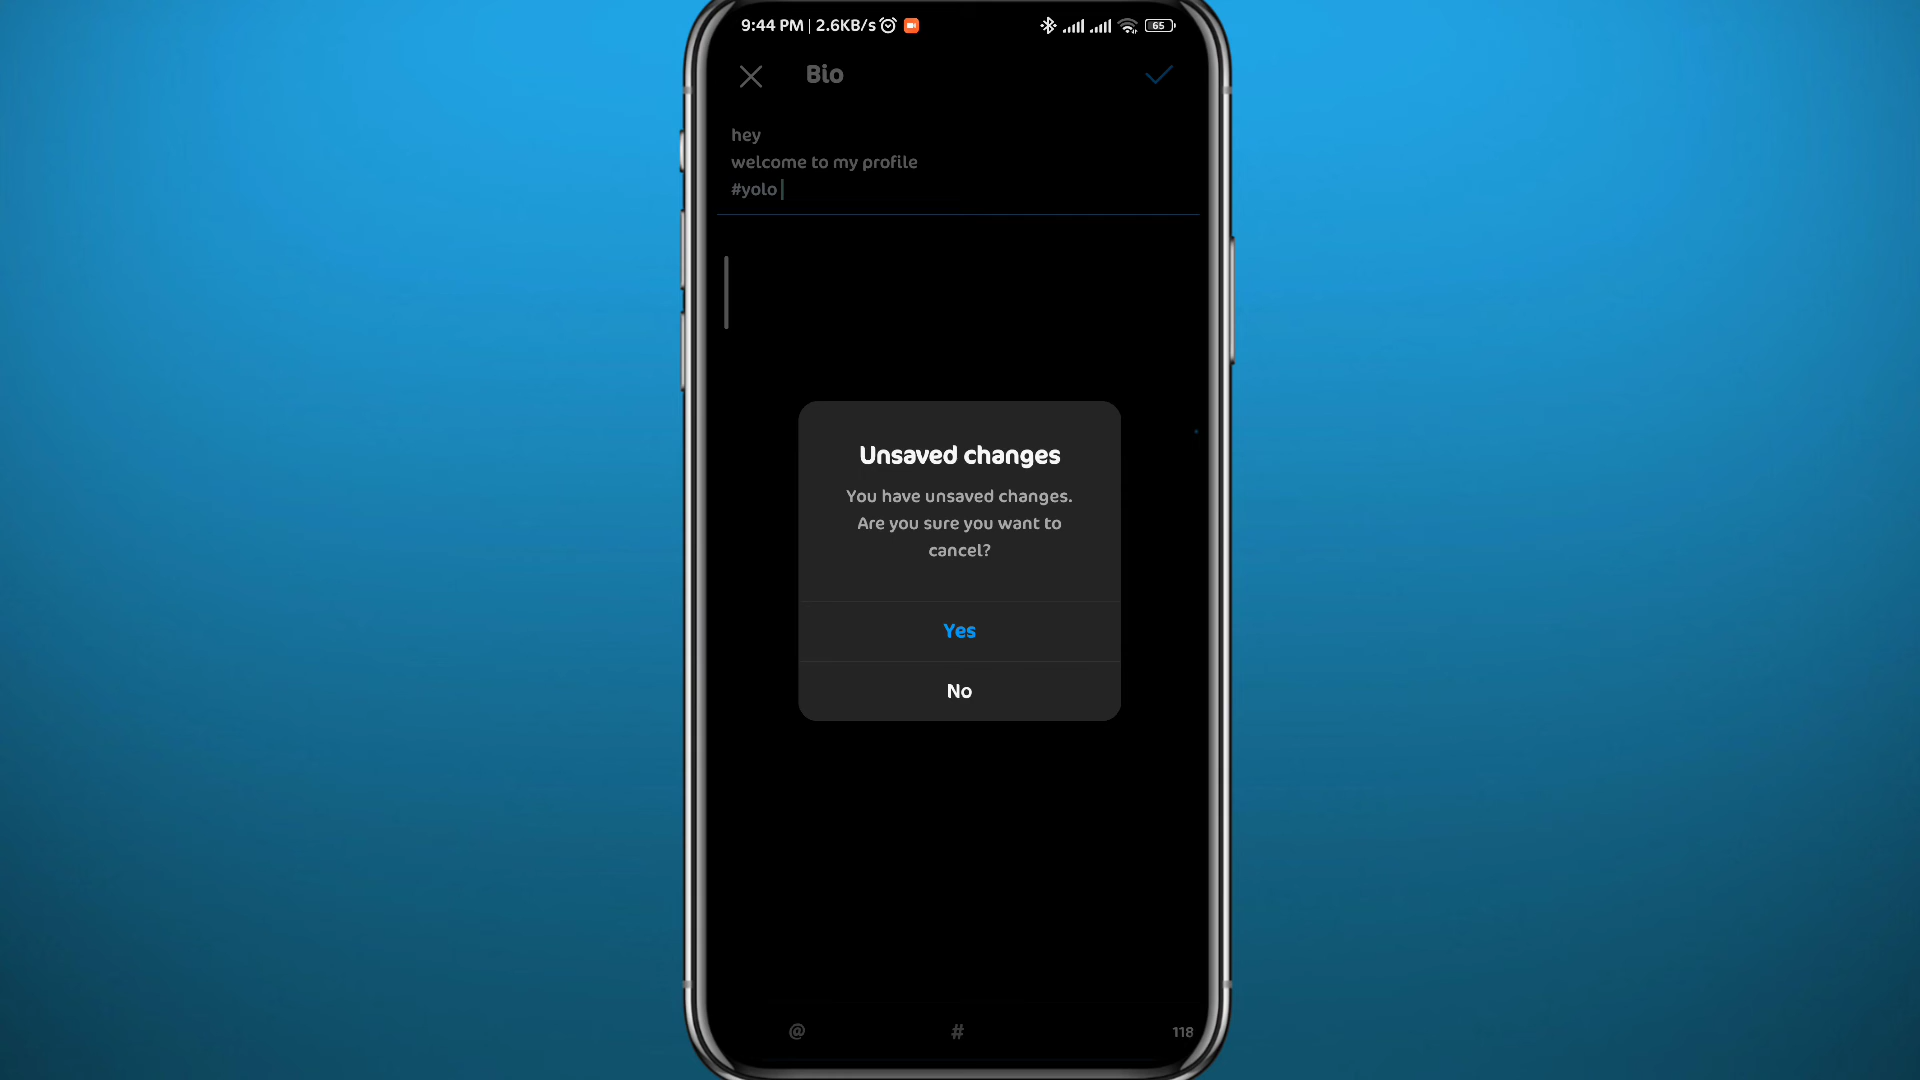 9:44 PM | 2.6KB/s 65
Bio
hey
welcome to my profile
#yolo
Unsaved changes
You have unsaved changes.
Are you sure you want to
cancel?
Yes
No
@ # 118